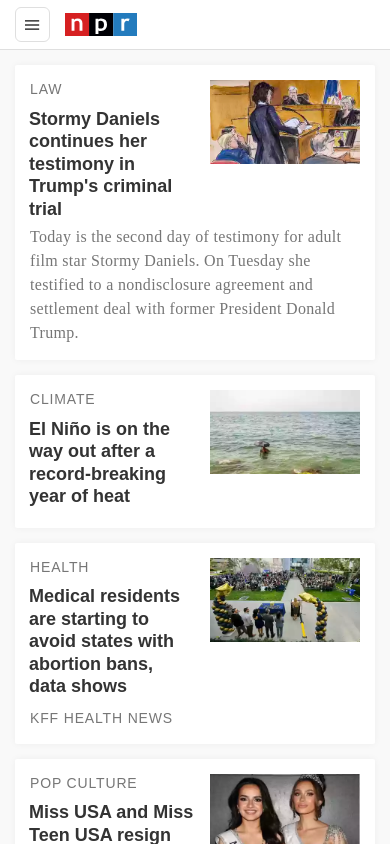 npr
LAW
Stormy Daniels
continues her
testimony in
Trump's criminal
trial
Today is the second day of testimony for adult
film star Stormy Daniels. On Tuesday she
testified to a nondisclosure agreement and
settlement deal with former President Donald
Trump.
CLIMATE
El Niño is on the
way out after a
record-breaking
year of heat
HEALTH
Medical residents
are starting to
avoid states with
abortion bans,
data shows
KFF HEALTH NEWS
POP CULTURE
Miss USA and Miss
Teen USA resign